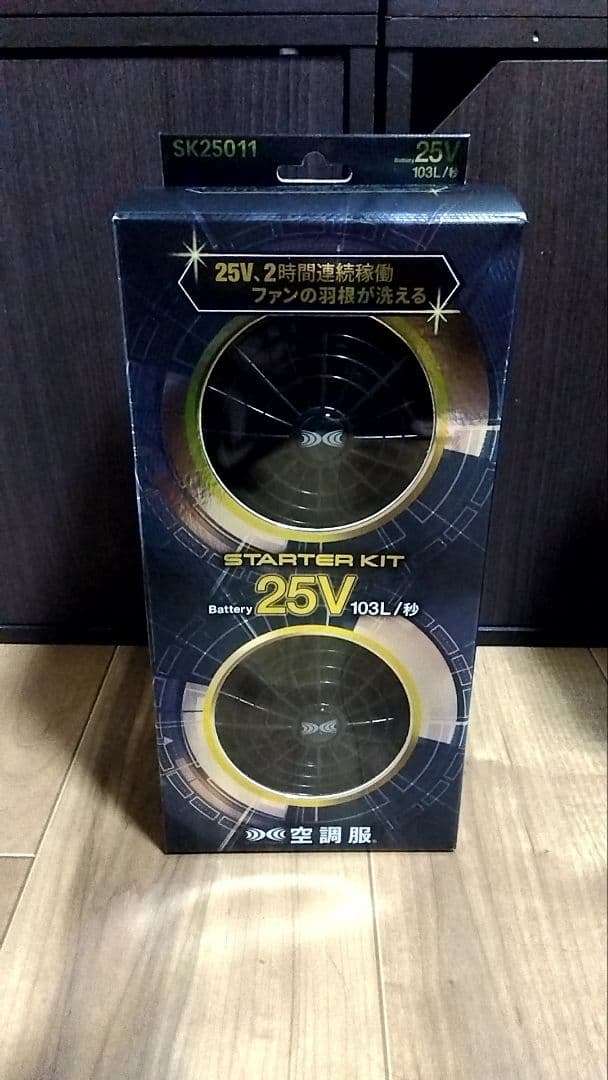 SK25011
Battery 25V
103L/秒
25V、2時間連続稼働
ファンの羽根が洗える
STARTER KIT
Battery 25V 103L/秒
空調服®